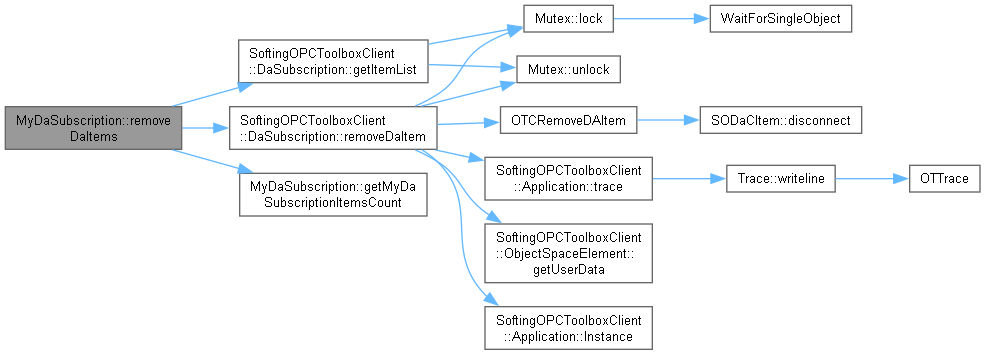 MyDaSubscription::remove
DaItems
SoftingOPCToolboxClient
::DaSubscription::getItemList
SoftingOPCToolboxClient
::DaSubscription::removeDaItem
MyDaSubscription::getMyDa
SubscriptionItemsCount
Mutex::lock
Mutex::unlock
OTCRemoveDAItem
SoftingOPCToolboxClient
::Application::trace
SoftingOPCToolboxClient
::ObjectSpaceElement::
getUserData
SoftingOPCToolboxClient
::Application::Instance
WaitForSingleObject
SODaCItem::disconnect
Trace::writeline
OTTrace